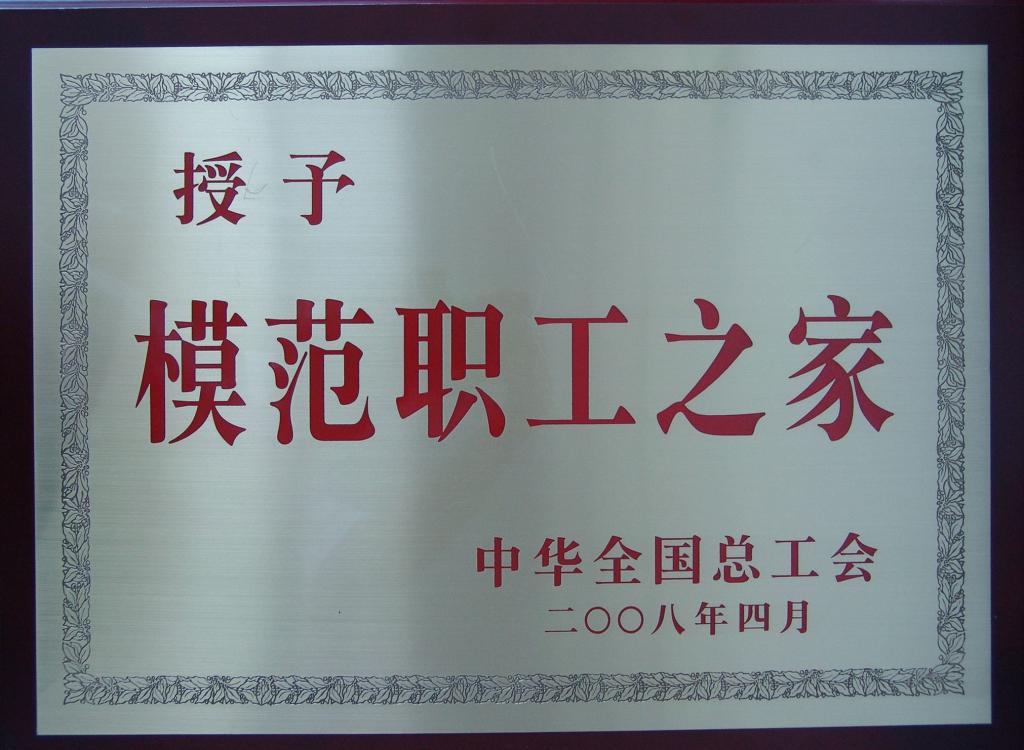 授予
模范职工之家
中华全国总工会
二〇〇八年四月